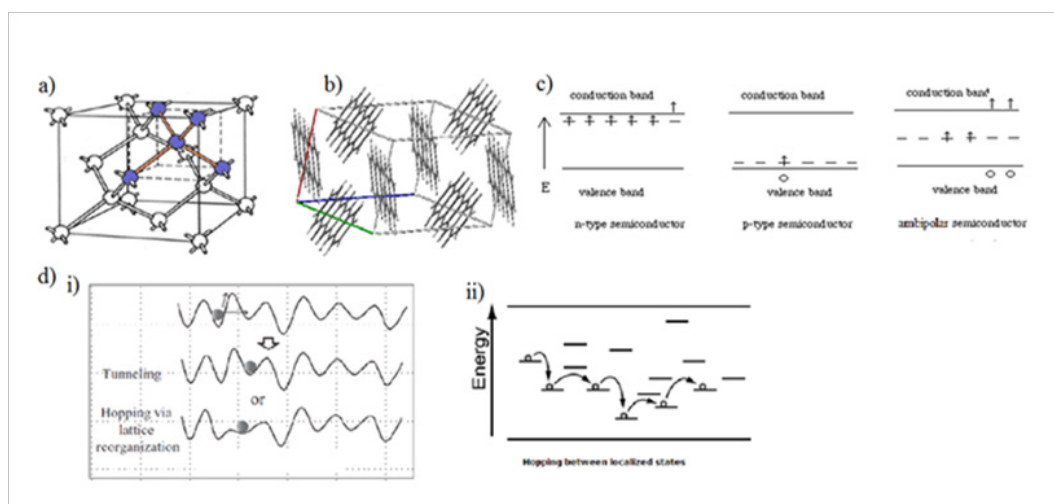 a)
b)
c)
conduction band
conduction band
conduction band
E
valence band
valence band
valence band
n-type semiconductor
p-type semiconductor
ambipolar semiconductor
d)
i)
ii)
Tunneling
or
Hopping via
lattice
reorganization
Energy
Hopping between localized states